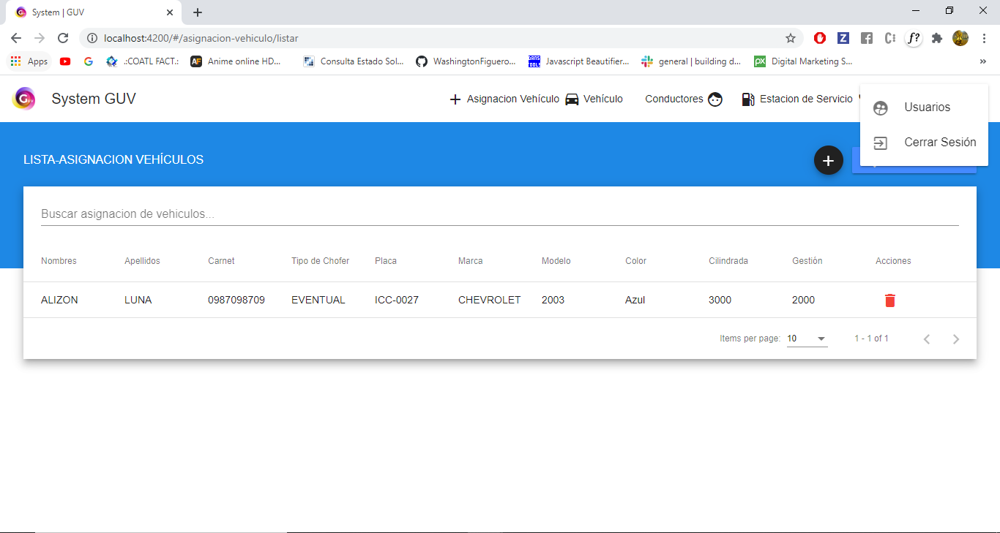 System | GUV
localhost:4200/#/asignacion-vehiculo/listar
Apps .:COATL FACT.: Anime online HD... Consulta Estado Sol... WashingtonFiguero... Javascript Beautifier... general | building d... Digital Marketing S... »
System GUV Asignacion Vehículo Vehículo Conductores Estacion de Servicio
Usuarios
Cerrar Sesión
LISTA-ASIGNACION VEHÍCULOS
Buscar asignacion de vehiculos...
Nombres Apellidos Carnet Tipo de Chofer Placa Marca Modelo Color Cilindrada Gestión Acciones
ALIZON LUNA 0987098709 EVENTUAL ICC-0027 CHEVROLET 2003 Azul 3000 2000
Items per page: 10 1 - 1 of 1